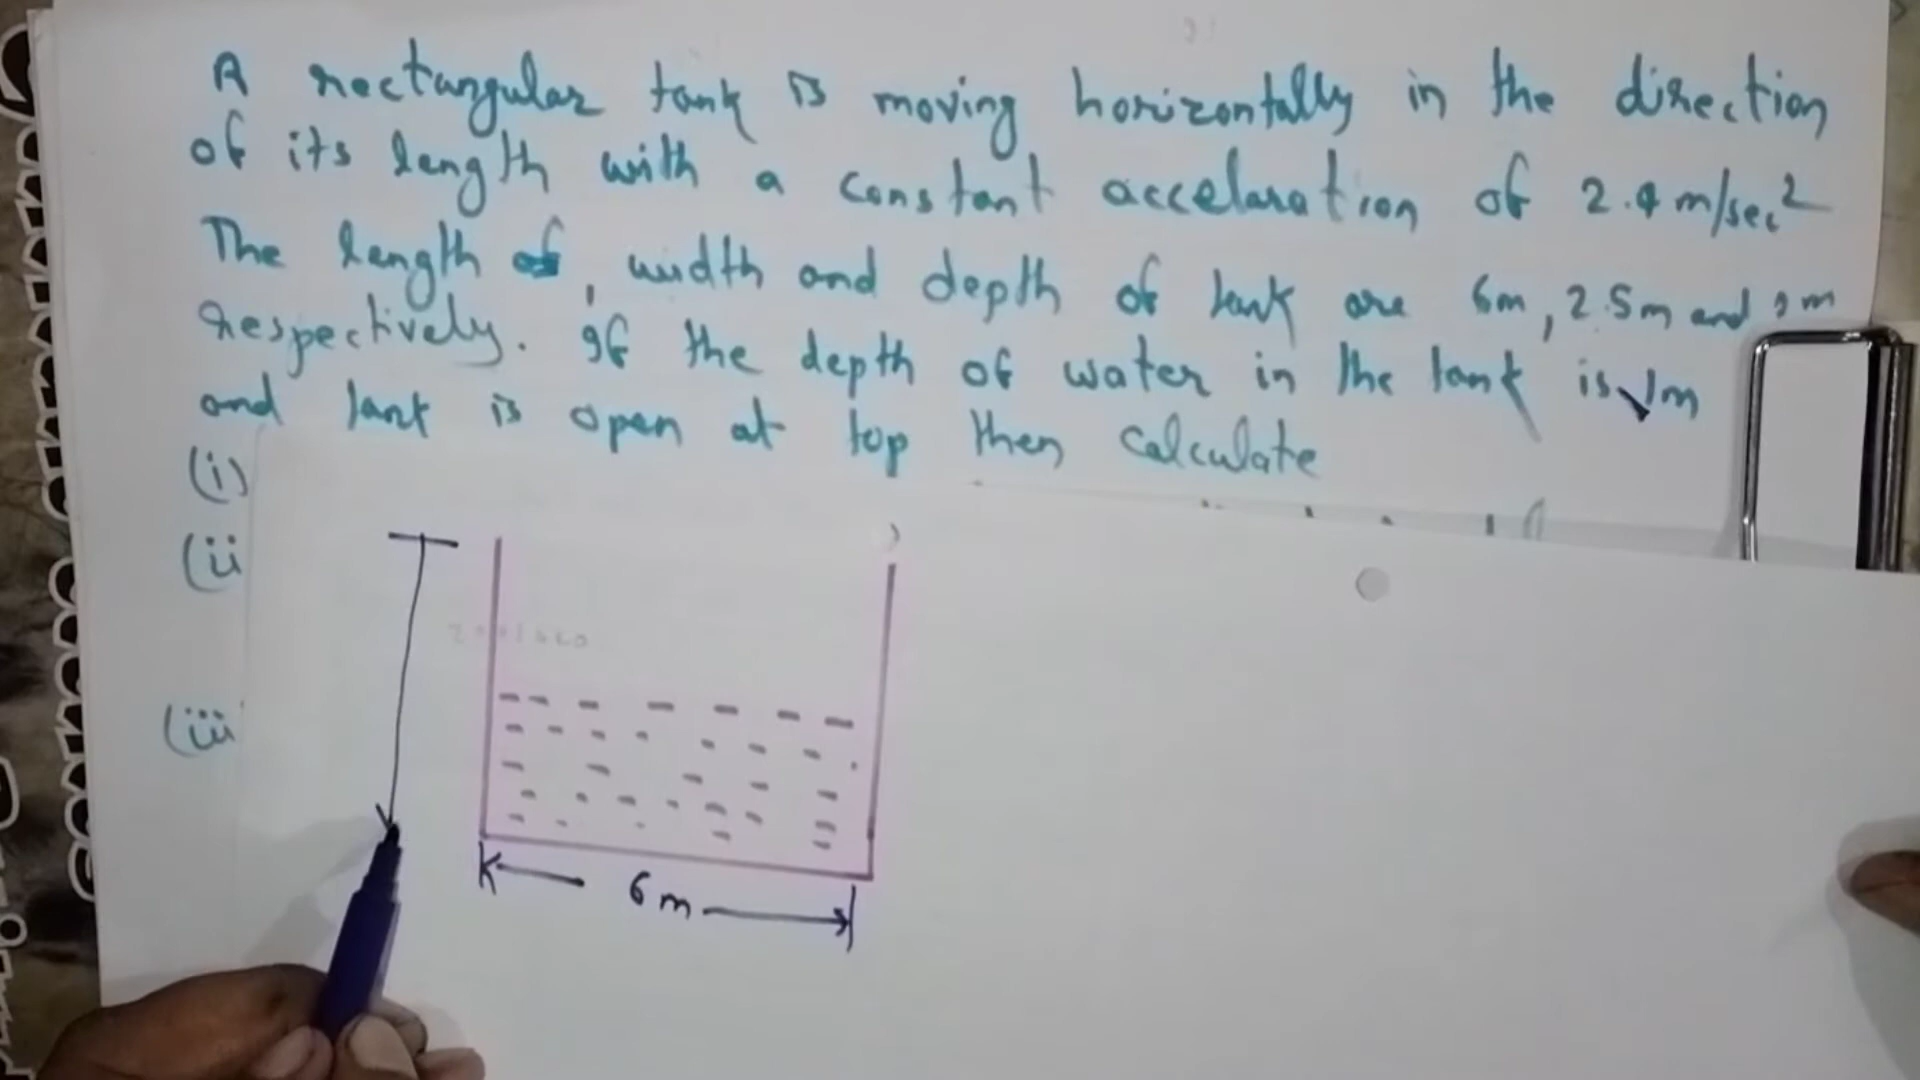 A rectangular tank is moving horizontally in the direction
of its length with a constant accelaration of 2.4 m/sec²
The length , width and depth of tank are 6m, 2.5m and m
respectively. If the depth of water in the tank is 1m
and tank is open at top then calculate
(i)
(ii
(iii
6m